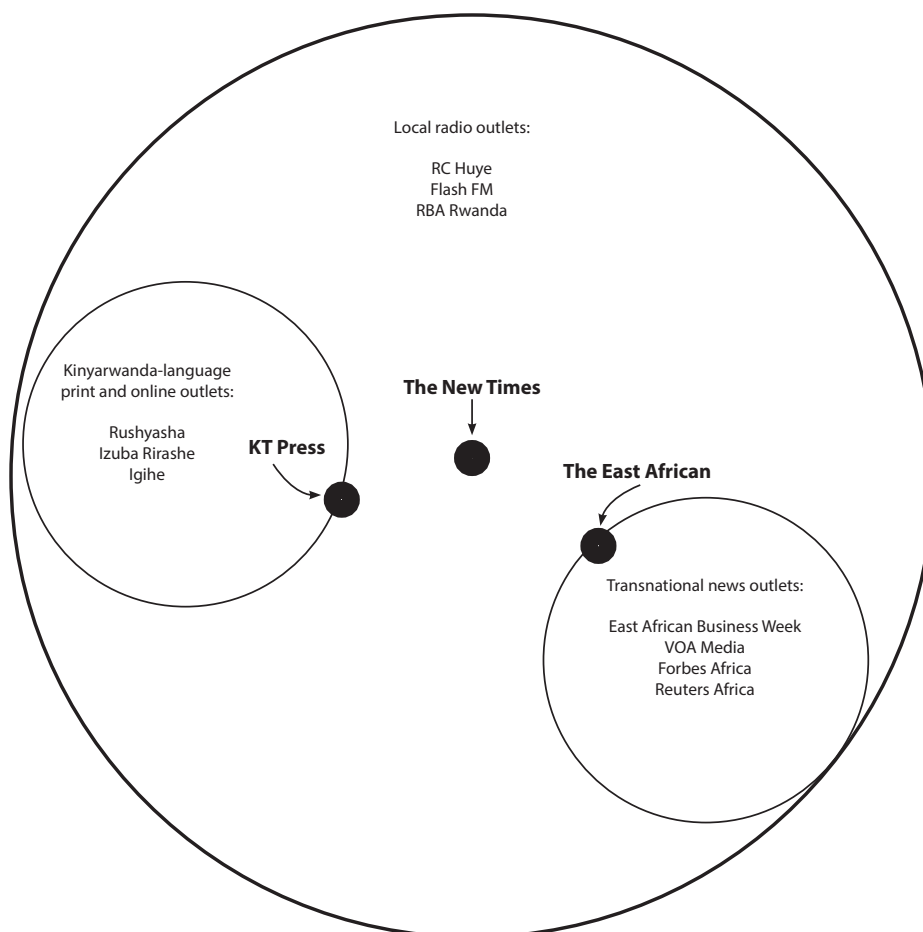 Local radio outlets:
RC Huye
Flash FM
RBA Rwanda
Kinyarwanda-language
print and online outlets:
Rushyasha
Izuba Rirashe
Igihe
KT Press
The New Times
The East African
Transnational news outlets:
East African Business Week
VOA Media
Forbes Africa
Reuters Africa